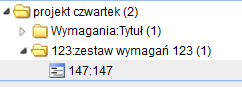 projekt czwartek (2)
Wymagania:Tytuł (1)
123:zestaw wymagań 123 (1)
147:147